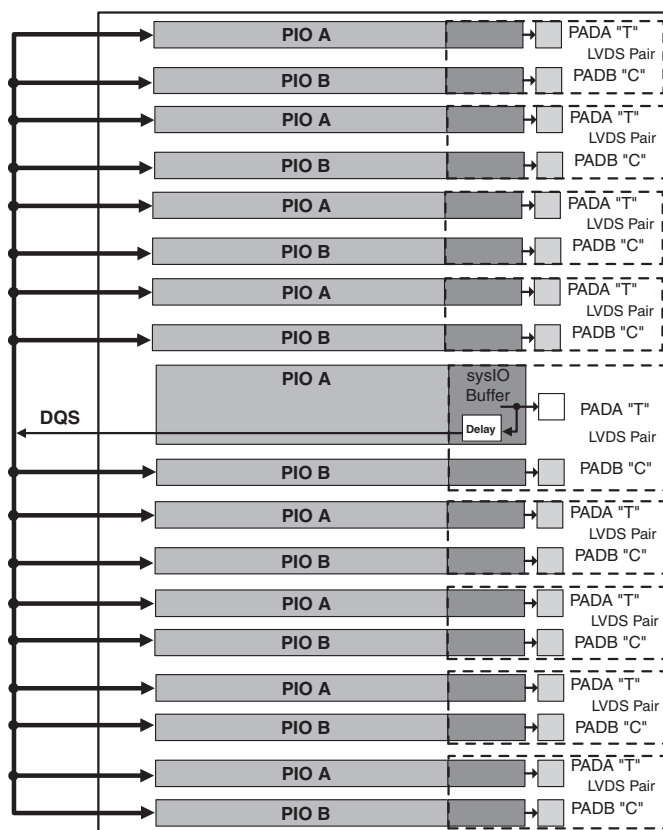 PIO A PADA "T"
LVDS Pair
PIO B PADB "C"
PIO A PADA "T"
LVDS Pair
PIO B PADB "C"
PIO A PADA "T"
LVDS Pair
PIO B PADB "C"
PIO A PADA "T"
LVDS Pair
PIO B PADB "C"
PIO A sysIO
Buffer
PADA "T"
DQS Delay
LVDS Pair
PIO B PADB "C"
PIO A PADA "T"
LVDS Pair
PIO B PADB "C"
PIO A PADA "T"
LVDS Pair
PIO B PADB "C"
PIO A PADA "T"
LVDS Pair
PIO B PADB "C"
PIO A PADA "T"
LVDS Pair
PIO B PADB "C"